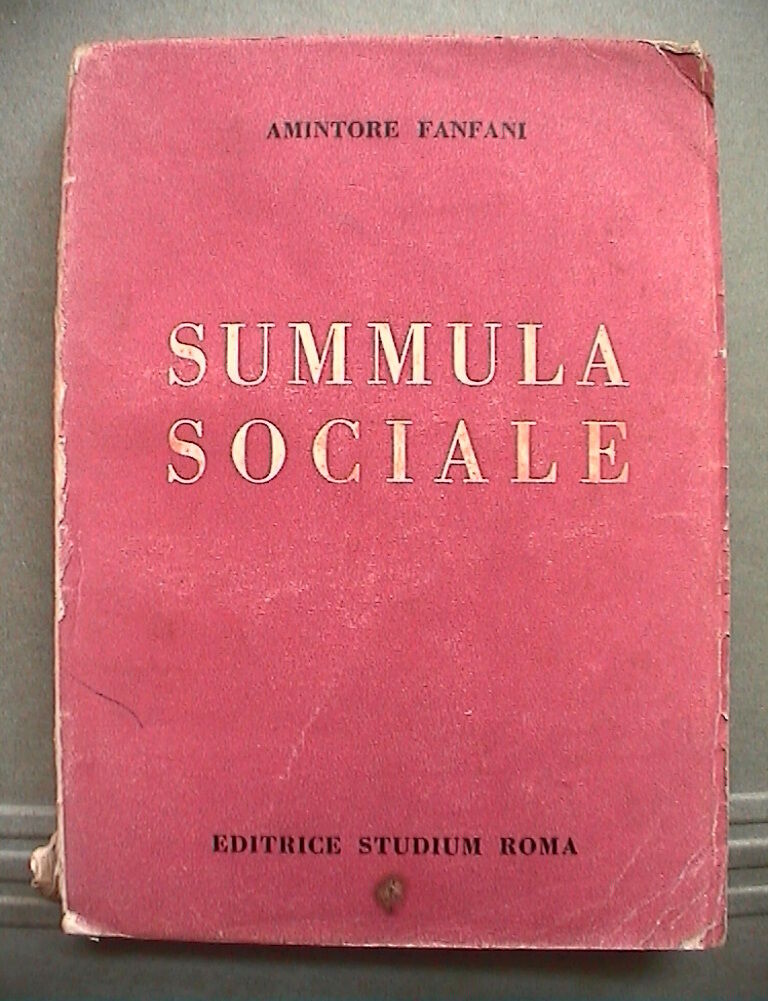 AMINTORE FANFANI
SUMMULA
SOCIALE
EDITRICE STUDIUM ROMA